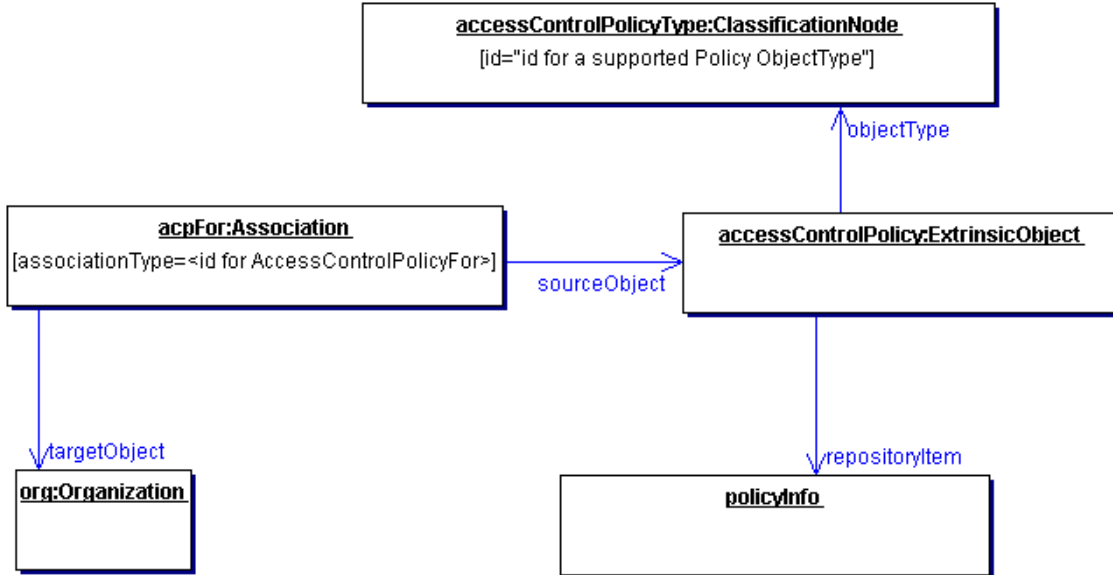 accessControlPolicyType:ClassificationNode
[id="id for a supported Policy ObjectType"]
objectType
acpFor:Association
[associationType=<id for AccessControlPolicyFor>]
sourceObject
accessControlPolicy:ExtrinsicObject
targetObject
repositoryItem
org:Organization
policyInfo